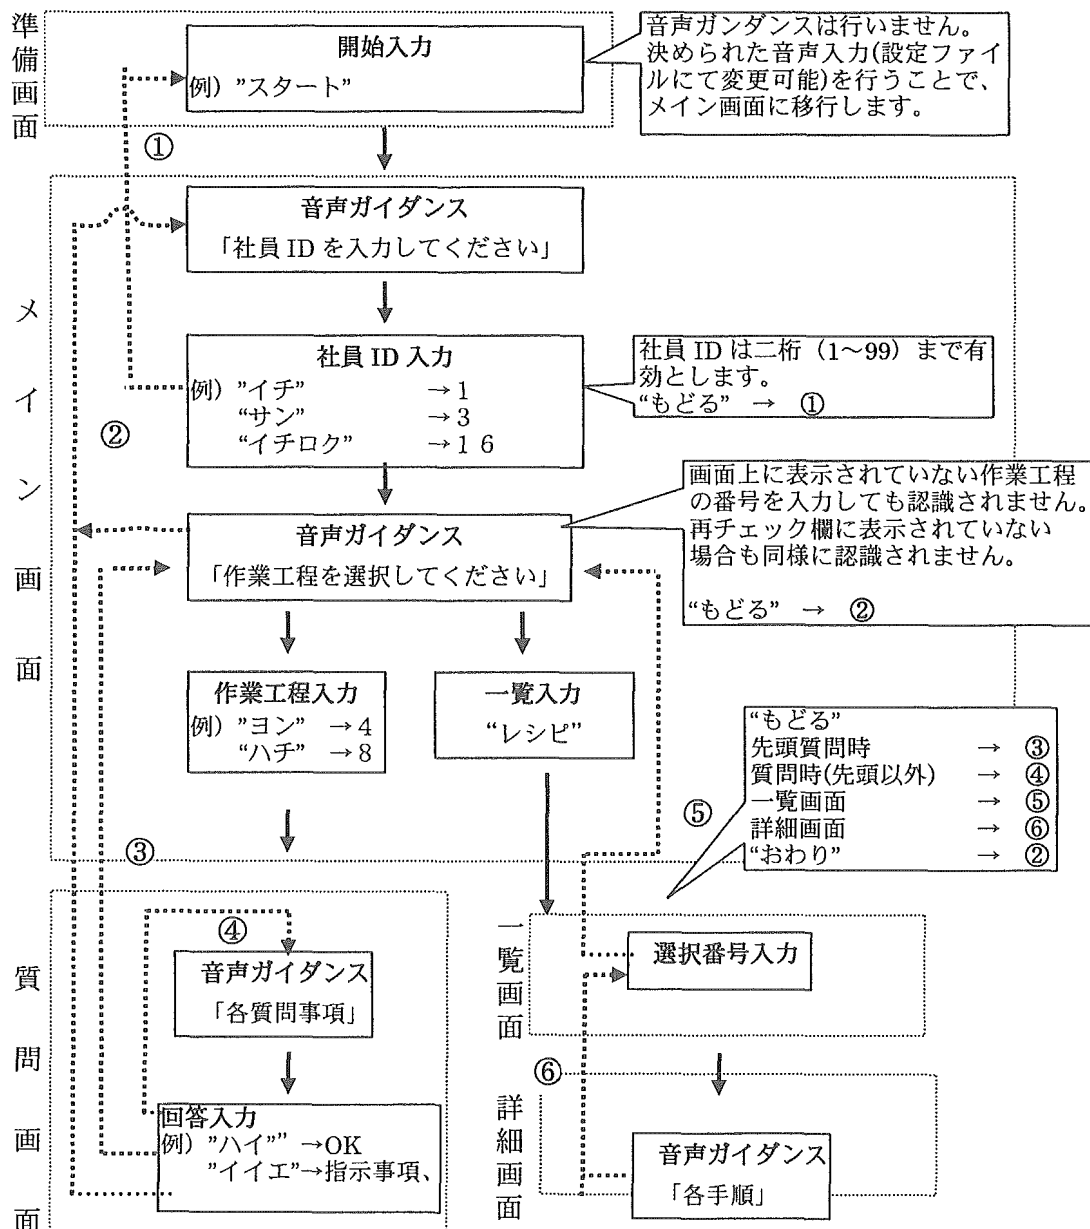 準備画面
開始入力
例）”スタート”
音声ガンダンスは行いません。
決められた音声入力(設定ファイ
ルにて変更可能)を行うことで、
メイン画面に移行します。
①
メイン画面
音声ガイダンス
「社員 ID を入力してください」
社員 ID 入力
例）”イチ” →1
“サン” →3
“イチロク” →１６
社員 ID は二桁（1～99）まで有
効とします。
“もどる” → ①
②
音声ガイダンス
「作業工程を選択してください」
画面上に表示されていない作業工程
の番号を入力しても認識されません。
再チェック欄に表示されていない
場合も同様に認識されません。
“もどる” → ②
作業工程入力
例）”ヨン” →4
“ハチ” →8
一覧入力
“レシピ”
“もどる”
先頭質問時 → ③
質問時(先頭以外) → ④
一覧画面 → ⑤
詳細画面 → ⑥
“おわり” → ②
⑤
③
質問画面
④
音声ガイダンス
「各質問事項」
回答入力
例）”ハイ”” →OK
”イイエ”→指示事項、
一覧画面
選択番号入力
⑥
詳細画面
音声ガイダンス
「各手順」